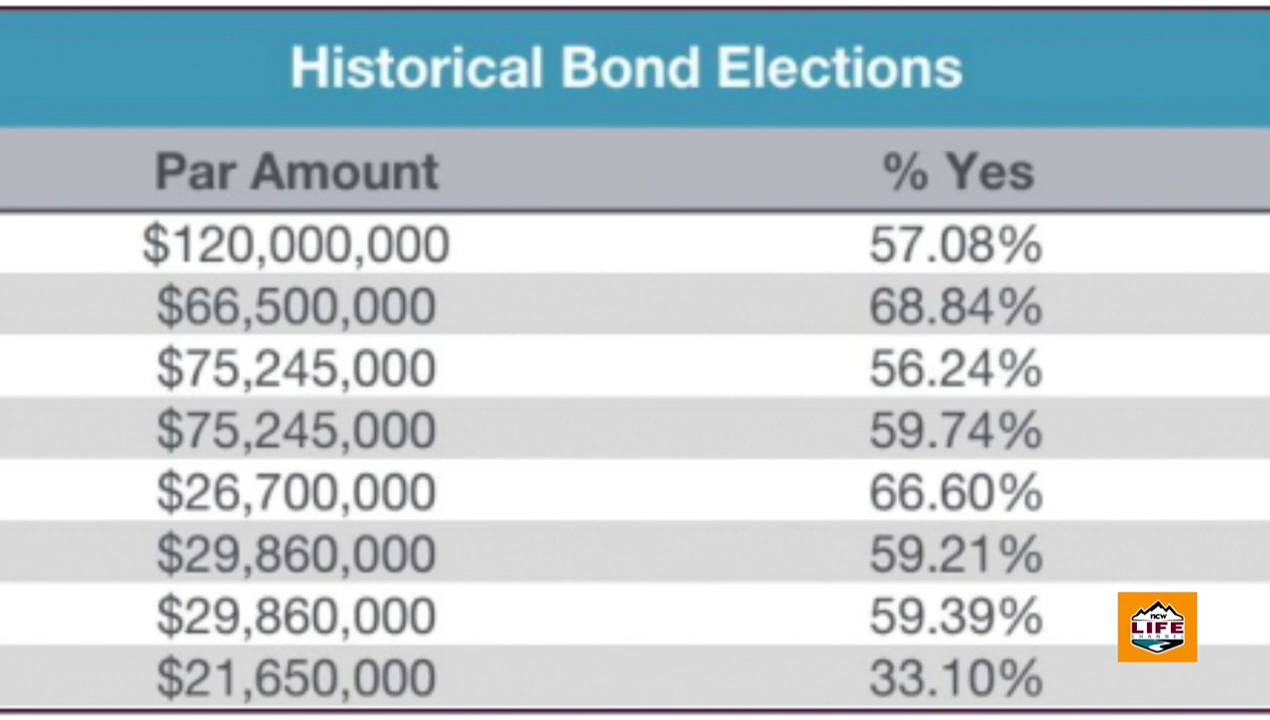 Historical Bond Elections
Par Amount % Yes
$120,000,000 57.08%
$66,500,000 68.84%
$75,245,000 56.24%
$75,245,000 59.74%
$26,700,000 66.60%
$29,860,000 59.21%
$29,860,000 59.39%
$21,650,000 33.10%
ncw
LIFE
CHANNEL